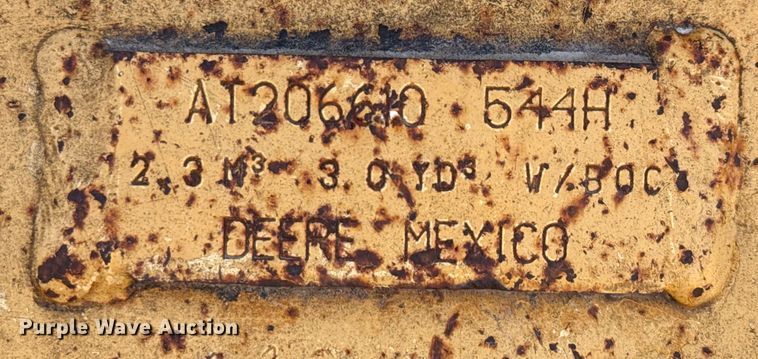 AT206610 544H
2.3 M³ 3.0 YD³ W/BOC
DEERE MEXICO
Purple Wave Auction